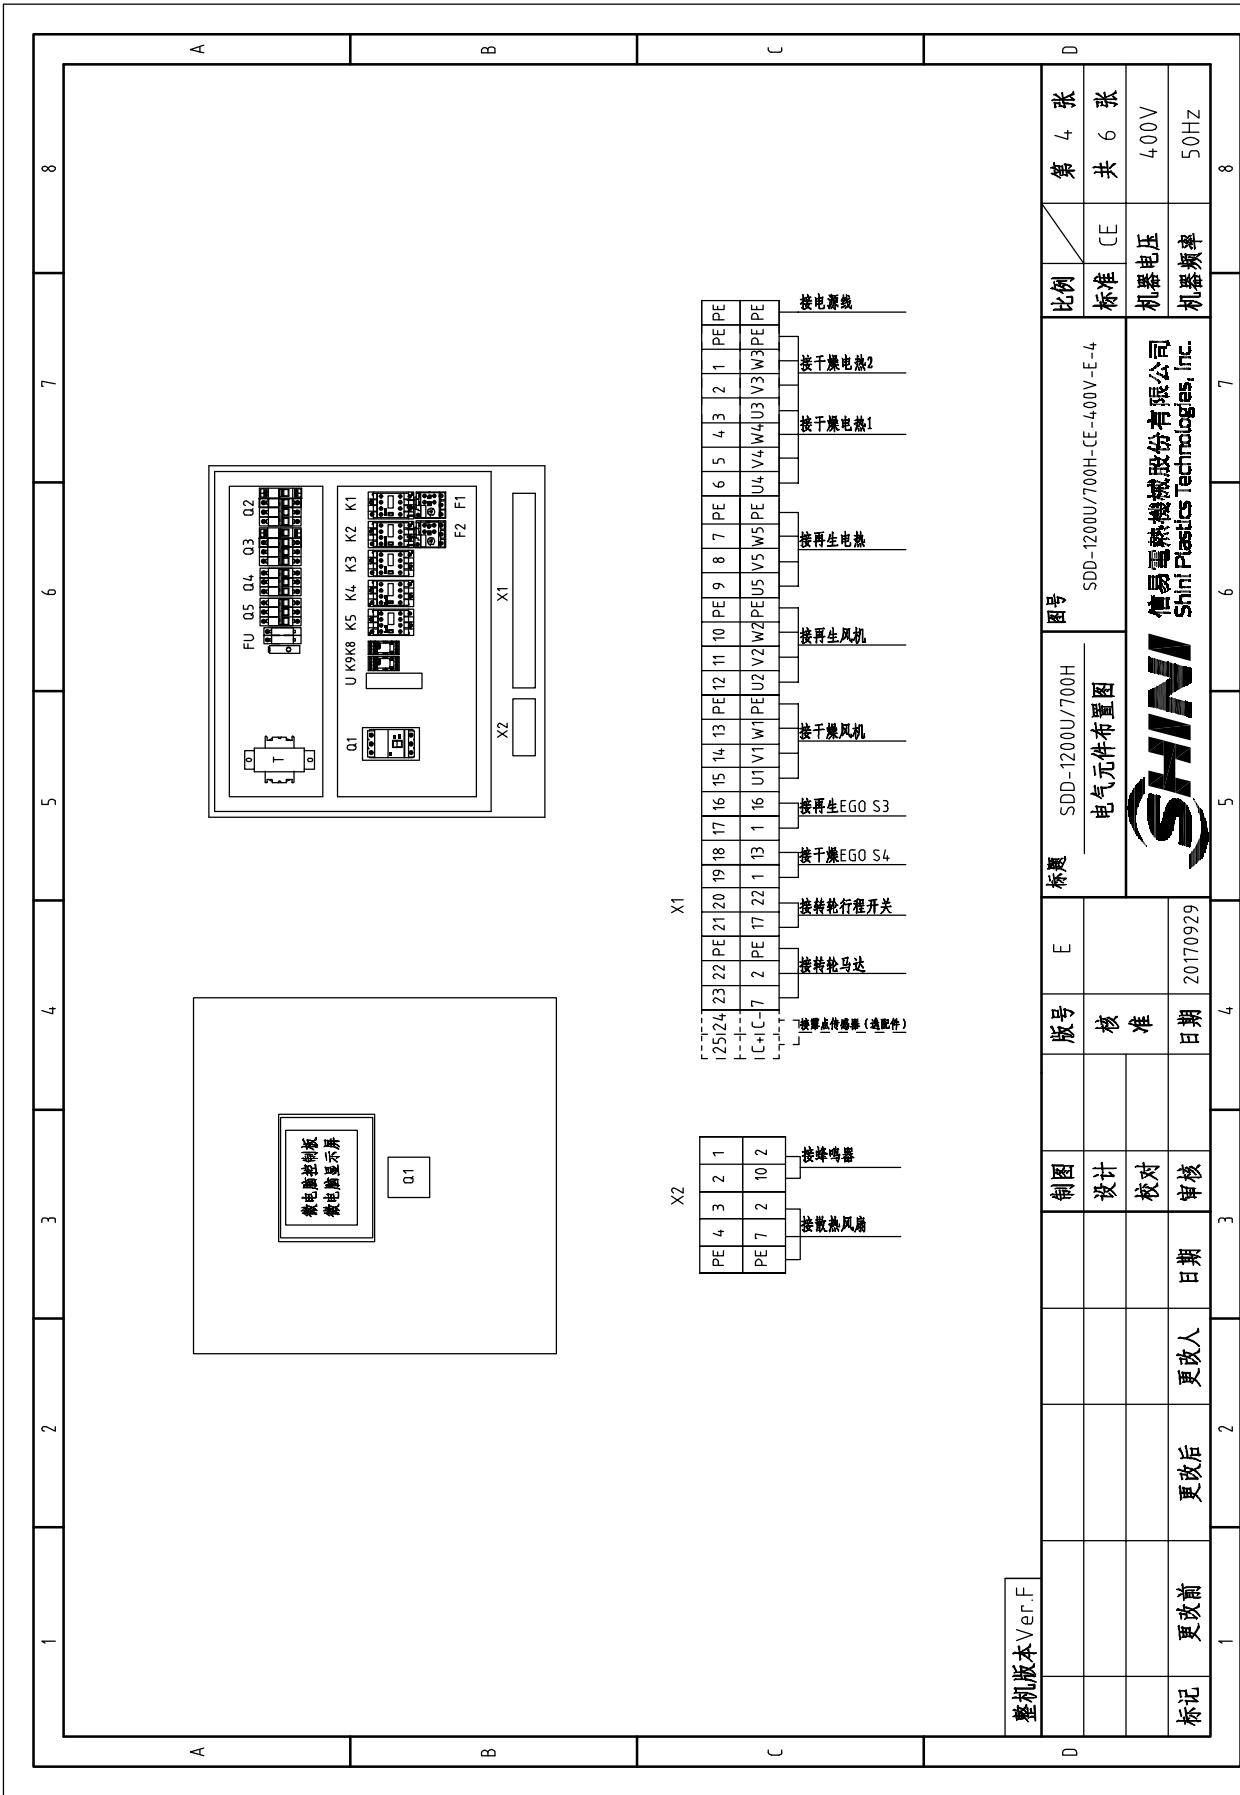 1 2 3 4 5 6 7 8
A A
B B
C C
D D
微电脑控制板
微电脑显示屏
Q1
T
FU Q5 Q4 Q3 Q2
Q1 U K9 K8 K5 K4 K3 K2 K1
F2 F1
X2 X1
X2
PE 4 3 2 1
PE 7 2 10 2
接散热风扇 接蜂鸣器
X1
25 24 23 22 PE 21 20 19 18 17 16 15 14 13 PE 12 11 10 PE 9 8 7 PE 6 5 4 3 2 1 PE PE
C+ C- 7 2 PE 17 22 1 13 1 16 U1 V1 W1 PE U2 V2 W2 PE U5 V5 W5 PE U4 V4 W4 U3 V3 W3 PE PE
接露点传感器(选配件) 接转轮马达 接转轮行程开关 接干燥EGO S4 接再生EGO S3 接干燥风机 接再生风机 接再生电热 接干燥电热1 接干燥电热2 接电源线
整机版本Ver.F
制图 版号 E
标题 SDD-1200U/700H
电气元件布置图
图号
SDD-1200U/700H-CE-400V-E-4
比例 第 4 张
设计 核
标准 CE 共 6 张
校对 准
机器电压 400V
标记 更改前 更改后 更改人 日期 审核 日期 20170929
SHINI
信易電熱機械股份有限公司
Shini Plastics Technologies, Inc.
机器频率 50Hz
1 2 3 4 5 6 7 8